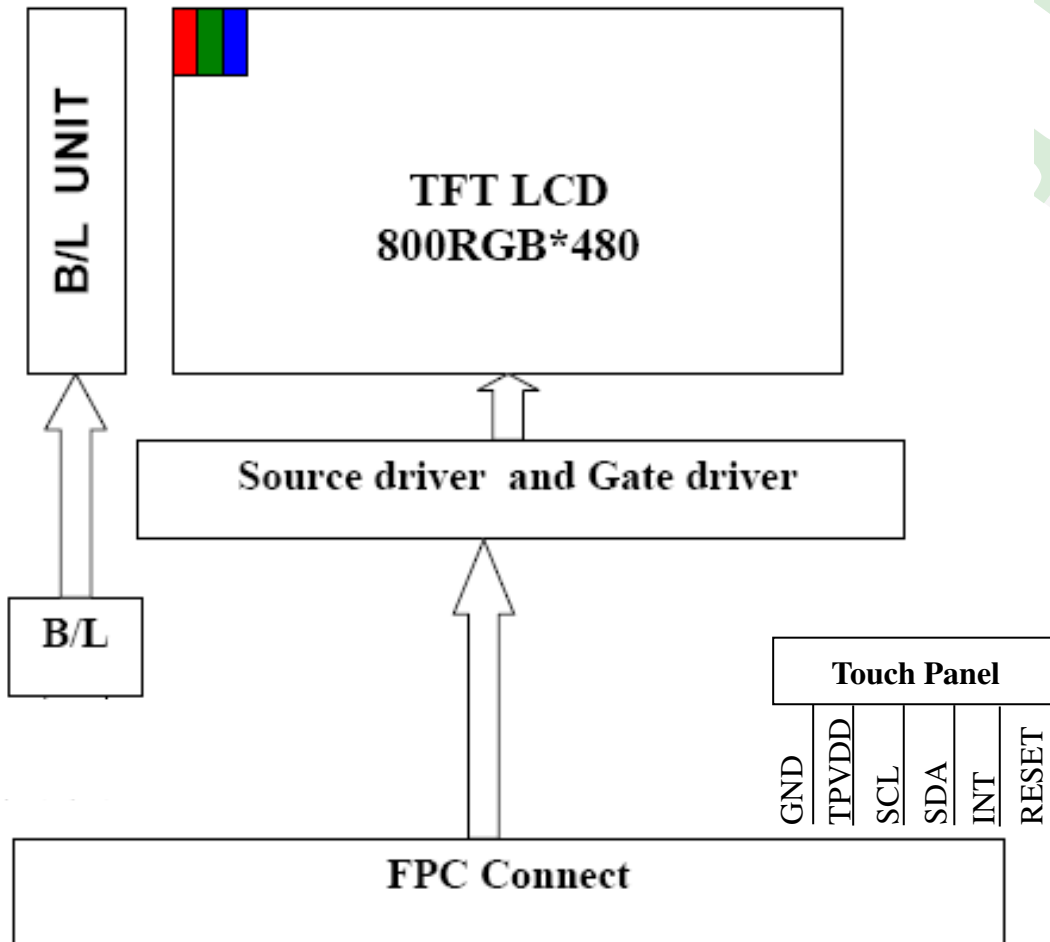 B/L UNIT
TFT LCD
800RGB*480
Source driver and Gate driver
B/L
Touch Panel
GND
TPVDD
SCL
SDA
INT
RESET
FPC Connect